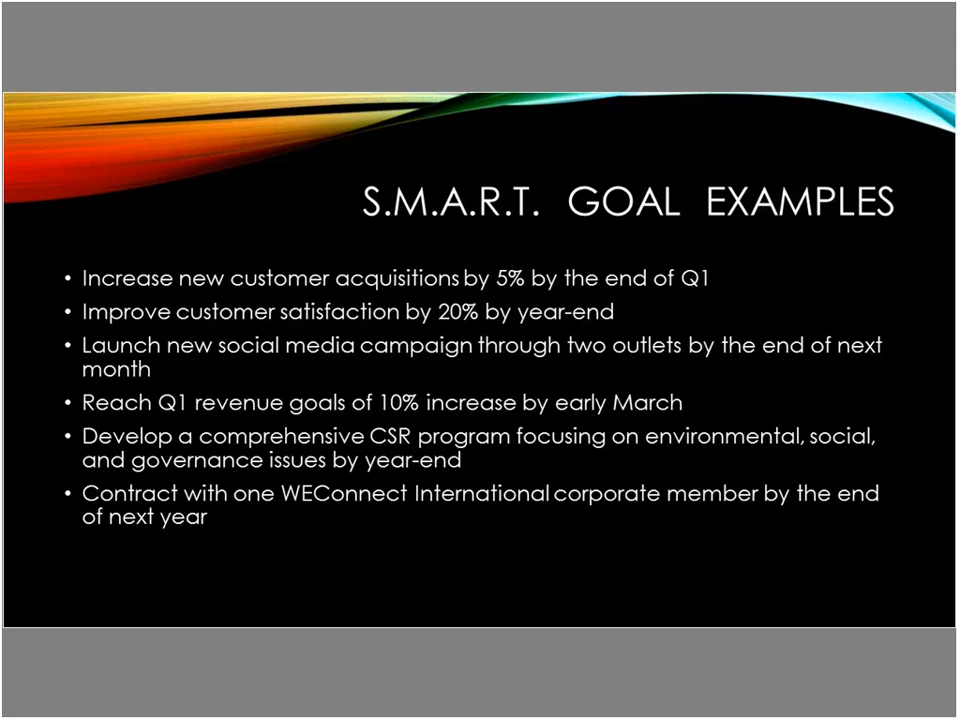 S.M.A.R.T. GOAL EXAMPLES
• Increase new customer acquisitions by 5% by the end of Q1
• Improve customer satisfaction by 20% by year-end
• Launch new social media campaign through two outlets by the end of next
month
• Reach Q1 revenue goals of 10% increase by early March
• Develop a comprehensive CSR program focusing on environmental, social,
and governance issues by year-end
• Contract with one WEConnect International corporate member by the end
of next year